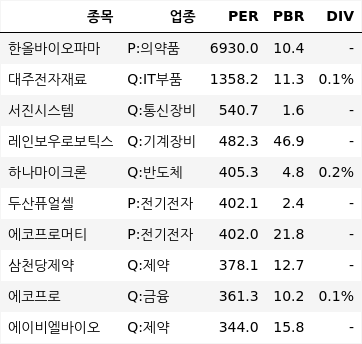 종목 업종 PER PBR DIV
한올바이오파마 P:의약품 6930.0 10.4 -
대주전자재료 Q:IT부품 1358.2 11.3 0.1%
서진시스템 Q:통신장비 540.7 1.6 -
레인보우로보틱스 Q:기계장비 482.3 46.9 -
하나마이크론 Q:반도체 405.3 4.8 0.2%
두산퓨얼셀 P:전기전자 402.1 2.4 -
에코프로머티 P:전기전자 402.0 21.8 -
삼천당제약 Q:제약 378.1 12.7 -
에코프로 Q:금융 361.3 10.2 0.1%
에이비엘바이오 Q:제약 344.0 15.8 -